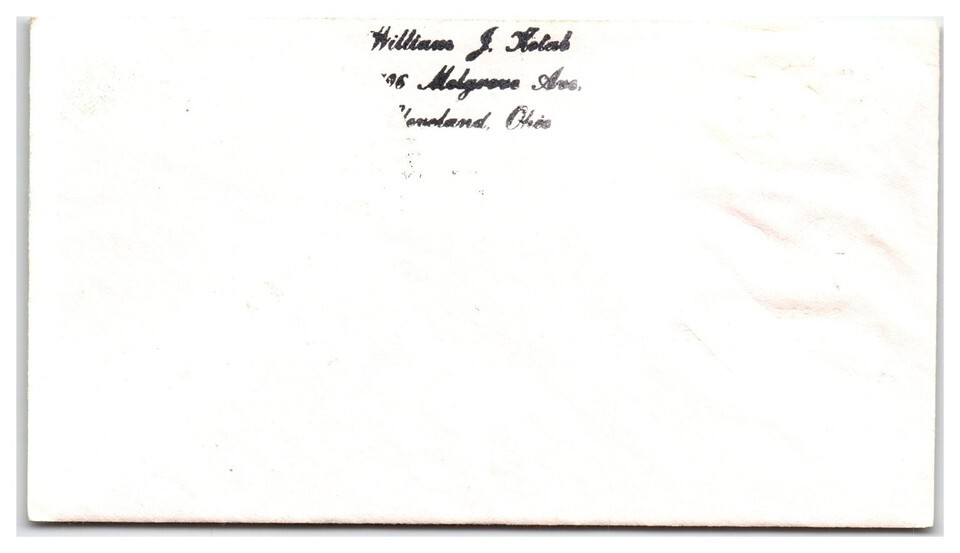 William J. Kolab
96 Melgrove Ave.
Cleveland, Ohio